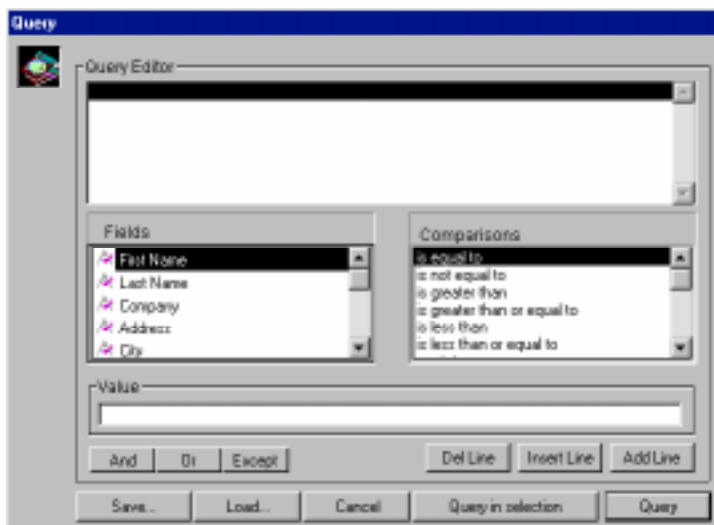 Query
Query Editor
Fields
First Name
Last Name
Company
Address
City
Comparisons
is equal to
is not equal to
is greater than
is greater than or equal to
is less than
is less than or equal to
Value
And Or Except
Del Line Insert Line Add Line
Save... Load... Cancel Query in selection Query